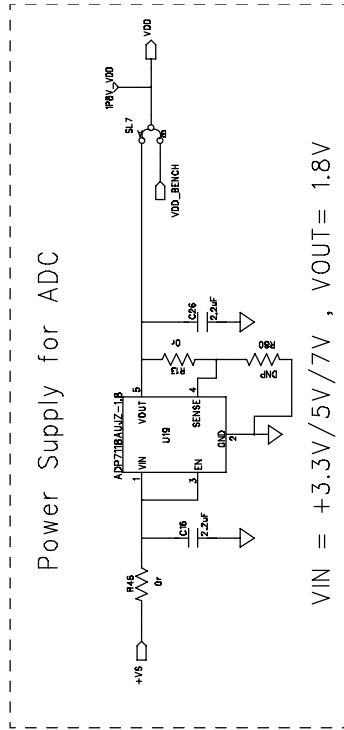 Power Supply for ADC
+VS
R46
0r
C16
2.2uF
ADP7118AUJZ-1.8
1
VIN
VOUT
5
U19
3
EN
SENSE
4
GND
2
R13
0r
R60
DNP
C26
2.2uF
SL7
A
B
1P8V_VDD
VDD
VDD_BENCH
VIN = +3.3V/5V/7V , VOUT= 1.8V